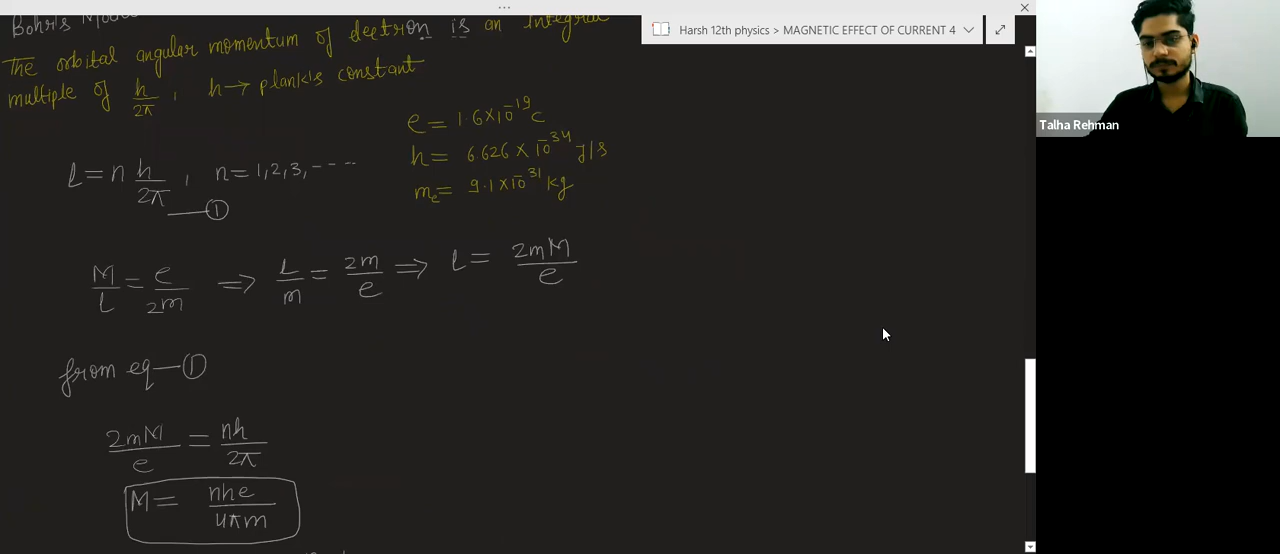 Bohr's
The orbital angular momentum of electron is an integral
multiple of h/2π, h → plank's constant
Harsh 12th physics > MAGNETIC EFFECT OF CURRENT 4
Talha Rehman
e = 1.6×10⁻¹⁹ C
h = 6.626 × 10⁻³⁴ J/s
mₑ = 9.1×10⁻³¹ kg
L = n h/2π, n = 1,2,3,----
—①
M/L = e/2m ⇒ L/m = 2m/e ⇒ L = 2mM/e
from eq—①
2mM/e = nh/2π
M = nhe/4πm